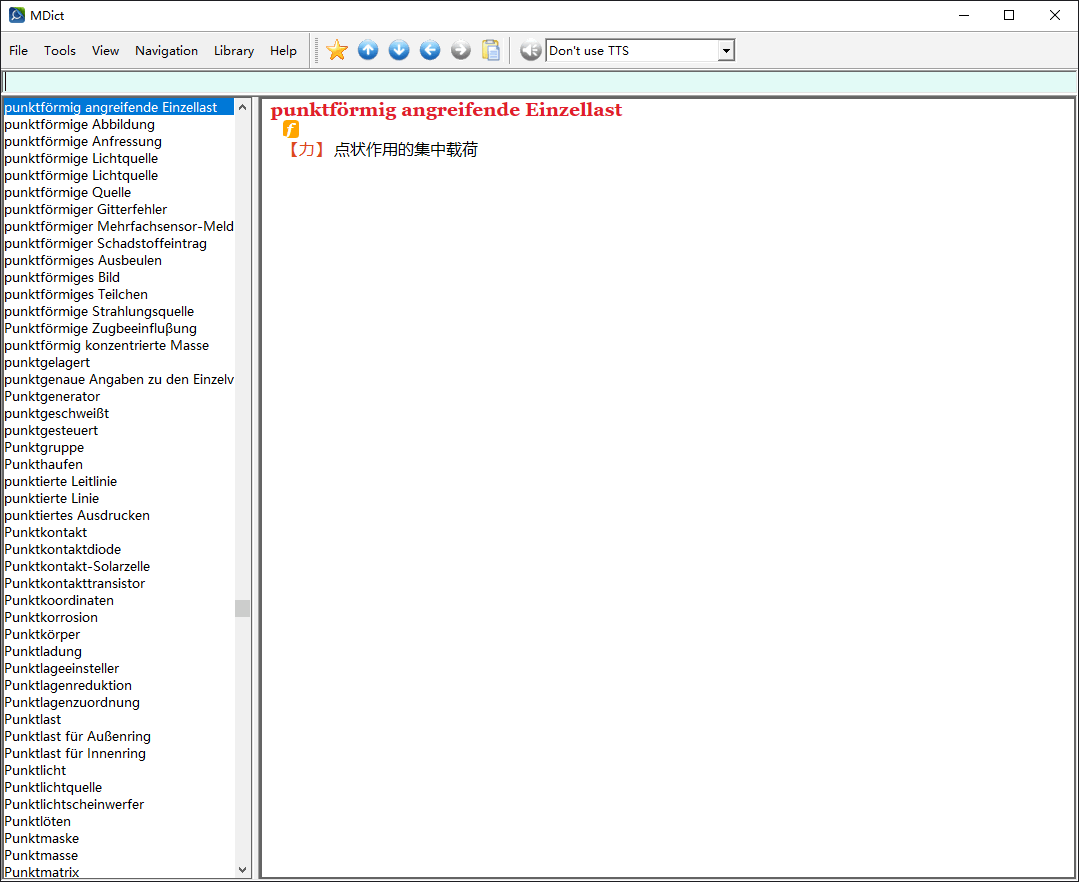 MDict
File Tools View Navigation Library Help Don't use TTS
punktförmig angreifende Einzellast
punktförmige Abbildung
punktförmige Anfressung
punktförmige Lichtquelle
punktförmige Lichtquelle
punktförmige Quelle
punktförmiger Gitterfehler
punktförmiger Mehrfachsensor-Meld
punktförmiger Schadstoffeintrag
punktförmiges Ausbeulen
punktförmiges Bild
punktförmiges Teilchen
punktförmige Strahlungsquelle
Punktförmige Zugbeeinflußung
punktförmig konzentrierte Masse
punktgelagert
punktgenaue Angaben zu den Einzelv
Punktgenerator
punktgeschweißt
punktgesteuert
Punktgruppe
Punkthaufen
punktierte Leitlinie
punktierte Linie
punktiertes Ausdrucken
Punktkontakt
Punktkontaktdiode
Punktkontakt-Solarzelle
Punktkontakttransistor
Punktkoordinaten
Punktkorrosion
Punktkörper
Punktladung
Punktlageeinsteller
Punktlagenreduktion
Punktlagenzuordnung
Punktlast
Punktlast für Außenring
Punktlast für Innenring
Punktlicht
Punktlichtquelle
Punktlichtscheinwerfer
Punktlöten
Punktmaske
Punktmasse
Punktmatrix
punktförmig angreifende Einzellast
f
【力】点状作用的集中载荷